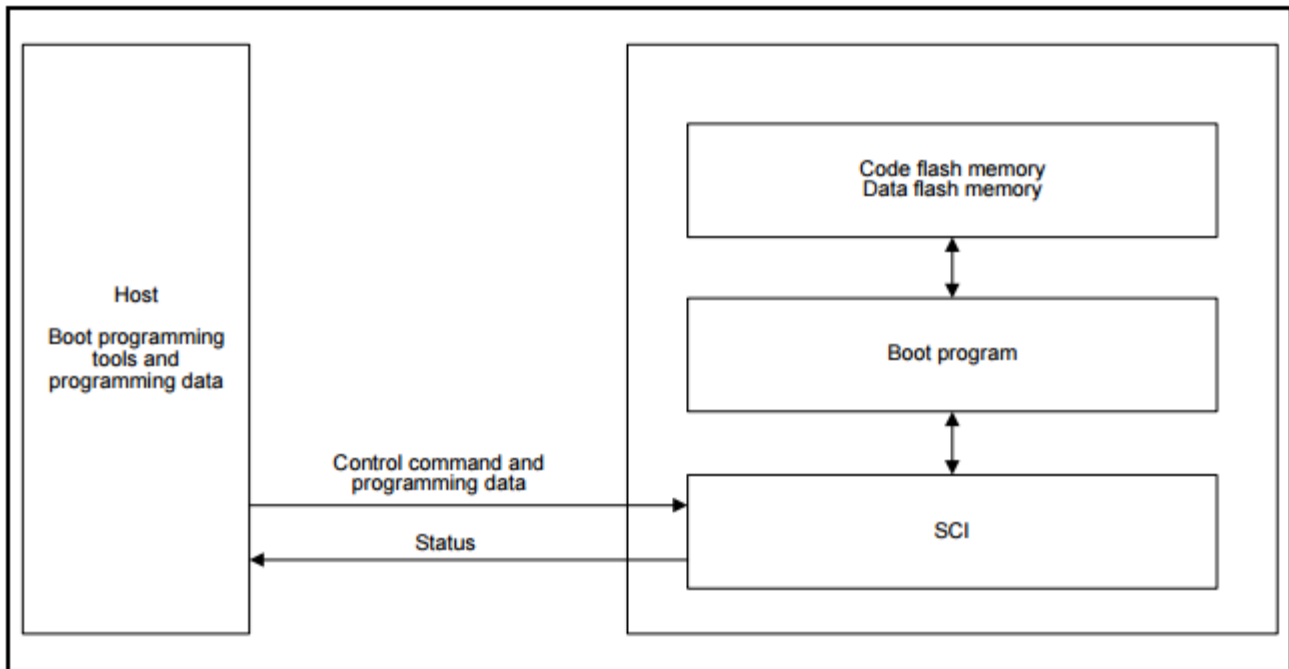 Host
Boot programming
tools and
programming data
Control command and
programming data
Status
Code flash memory
Data flash memory
Boot program
SCI